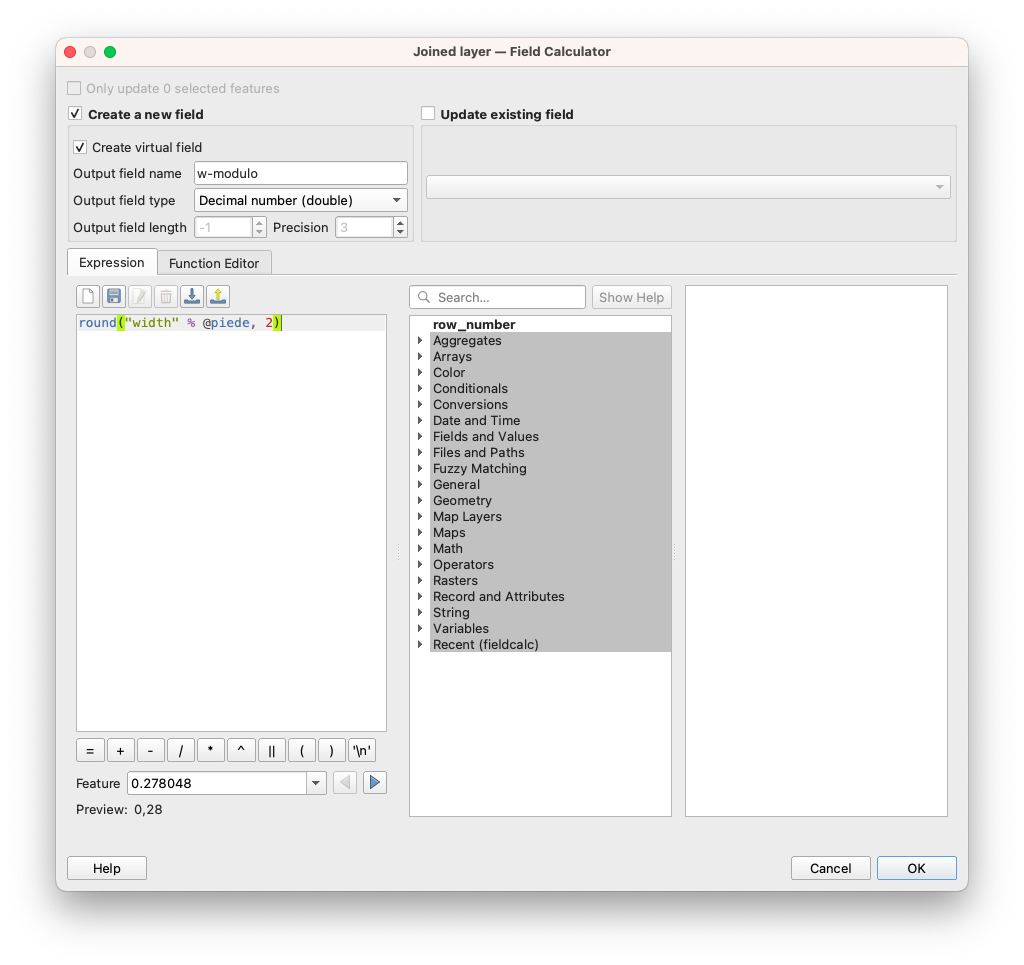 Joined layer — Field Calculator
Only update 0 selected features
Create a new field
Update existing field
Create virtual field
Output field name w-modulo
Output field type Decimal number (double)
Output field length -1 Precision 3
Expression Function Editor
Search... Show Help
round("width" % @piede, 2)
row_number
Aggregates
Arrays
Color
Conditionals
Conversions
Date and Time
Fields and Values
Files and Paths
Fuzzy Matching
General
Geometry
Map Layers
Maps
Math
Operators
Rasters
Record and Attributes
String
Variables
Recent (fieldcalc)
= + - / * ^ || ( ) '\n'
Feature 0.278048
Preview: 0,28
Help Cancel OK